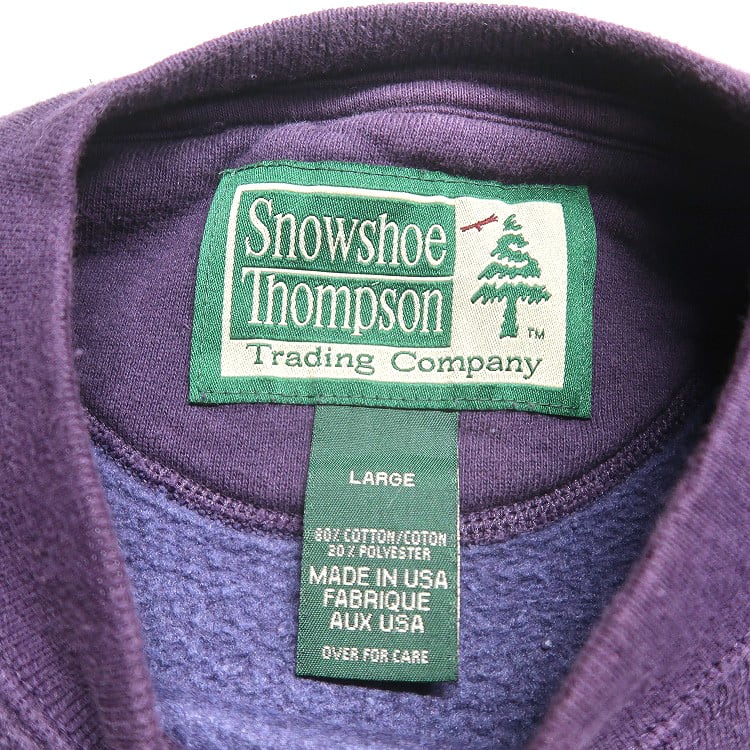 Snowshoe
Thompson
TM
Trading Company
LARGE
80% COTTON/COTON
20% POLYESTER
MADE IN USA
FABRIQUE
AUX USA
OVER FOR CARE